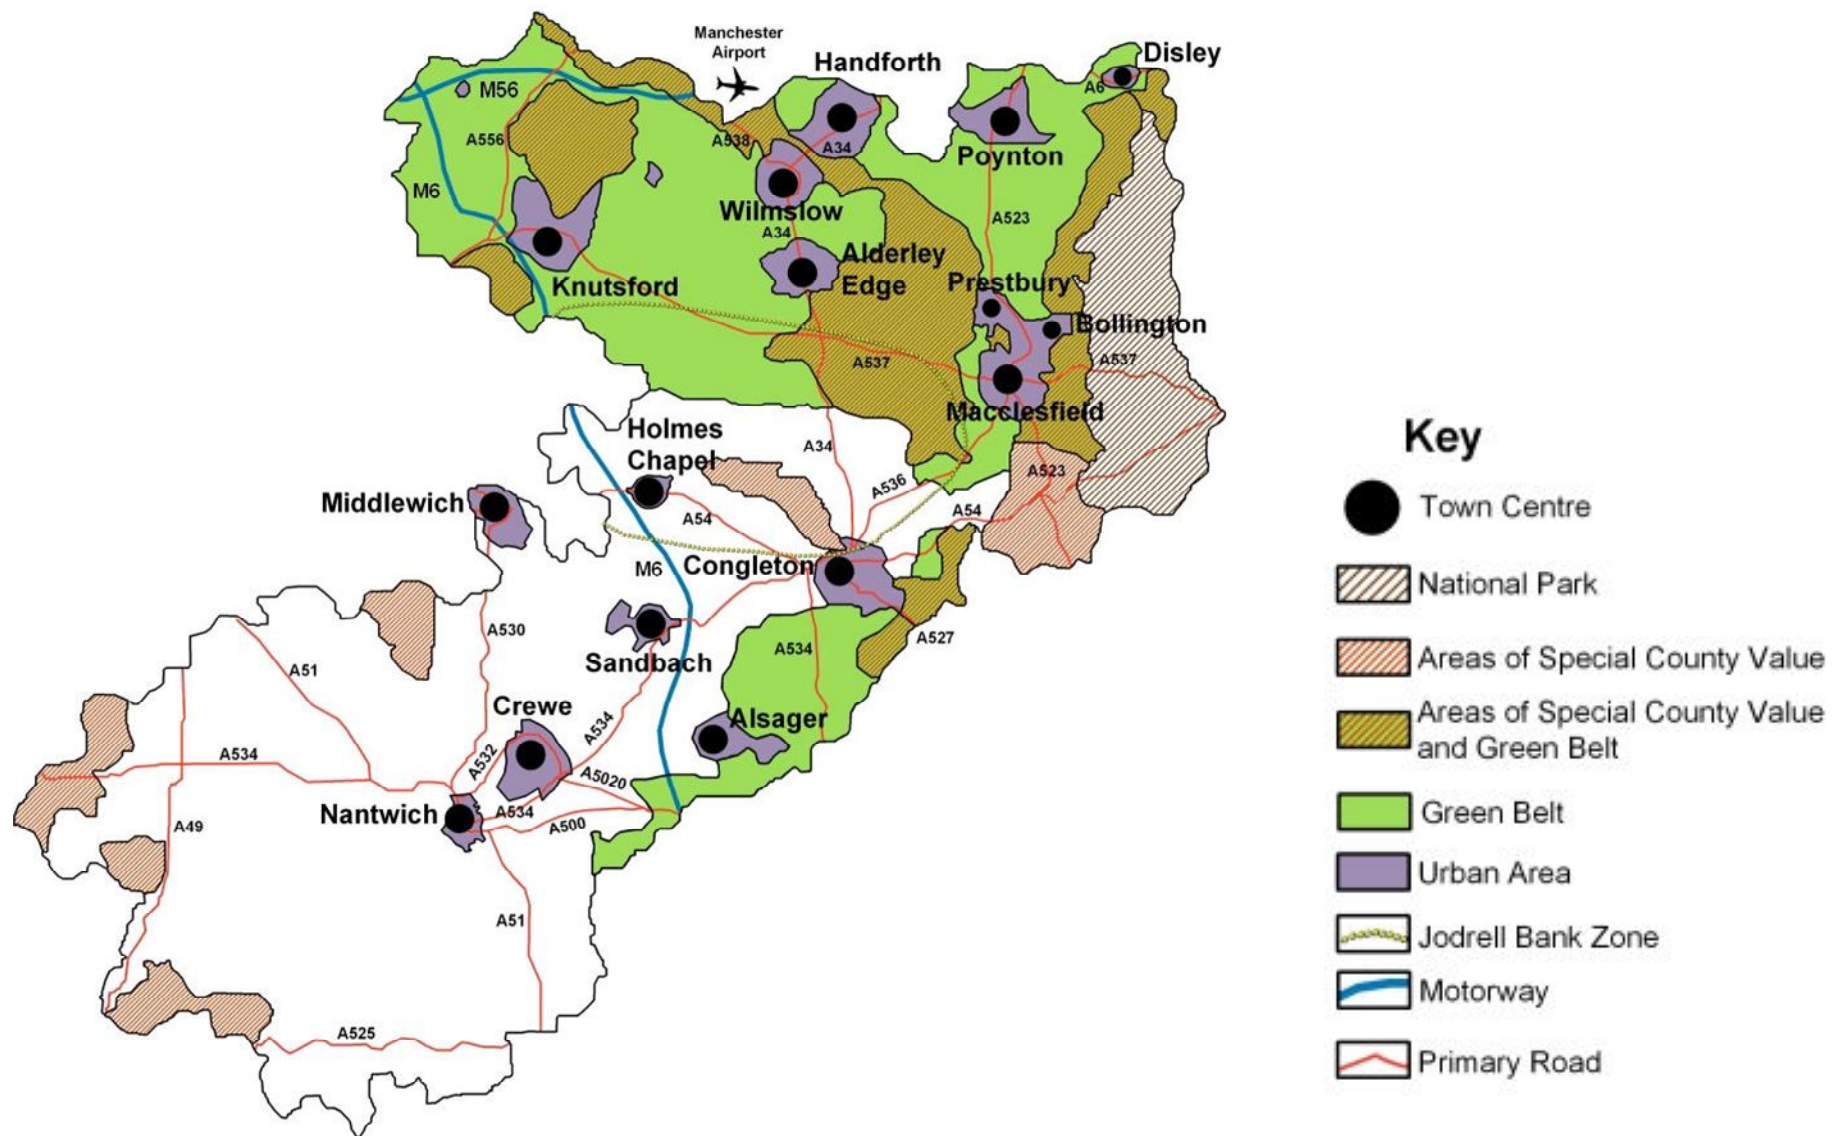 Manchester
Airport
Handforth
Disley
M56
A6
A556
A538
A34
Poynton
M6
Wilmslow
A523
A34
Alderley
Edge
Prestbury
Knutsford
Bollington
A537
A537
Macclesfield
Holmes
Chapel
A34
A523
A536
Middlewich
A54
A54
Congleton
M6
A530
A527
Sandbach
A534
A51
Crewe
Alsager
A534
A534
A532
A5020
Nantwich
A534
A500
A49
A51
A525
Key
Town Centre
National Park
Areas of Special County Value
Areas of Special County Value
and Green Belt
Green Belt
Urban Area
Jodrell Bank Zone
Motorway
Primary Road